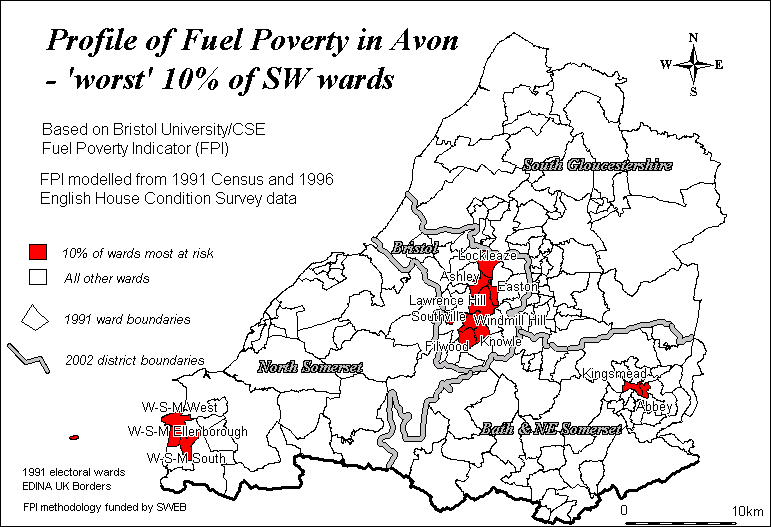 Profile of Fuel Poverty in Avon
- 'worst' 10% of SW wards
N
W
E
S
Based on Bristol University/CSE
Fuel Poverty Indicator (FPI)
FPI modelled from 1991 Census and 1996
English House Condition Survey data
South Gloucestershire
10% of wards most at risk
All other wards
1991 ward boundaries
2002 district boundaries
Bristol
Lockleaze
Ashley
Easton
Lawrence Hill
Southville
Windmill Hill
Filwood
Knowle
North Somerset
Kingsmead
Abbey
W-S-M West
W-S-M Ellenborough
W-S-M South
Bath & NE Somerset
1991 electoral wards
EDINA UK Borders
FPI methodology funded by SWEB
0
10km